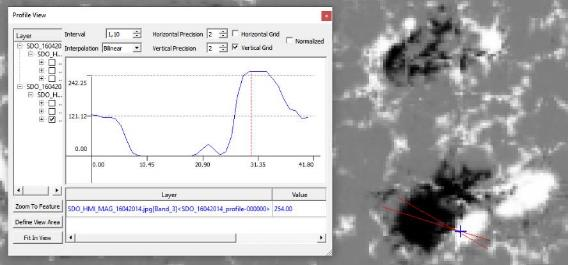 Profile View
Layer
Interval 1,10 Horizontal Precision 2 Horizontal Grid Normalized
Interpolation Bilinear Vertical Precision 2 Vertical Grid
SDO_160420
SDO_H...
SDO_160420
SDO_H...
242.25
121.12
0.00
0.00 10.45 20.90 31.35 41.80
Layer Value
SDO_HMI_MAG_16042014.jpg[Band_3]<SDO_16042014_profile-000000> 254.00
Zoom To Feature
Define View Area
Fit In View